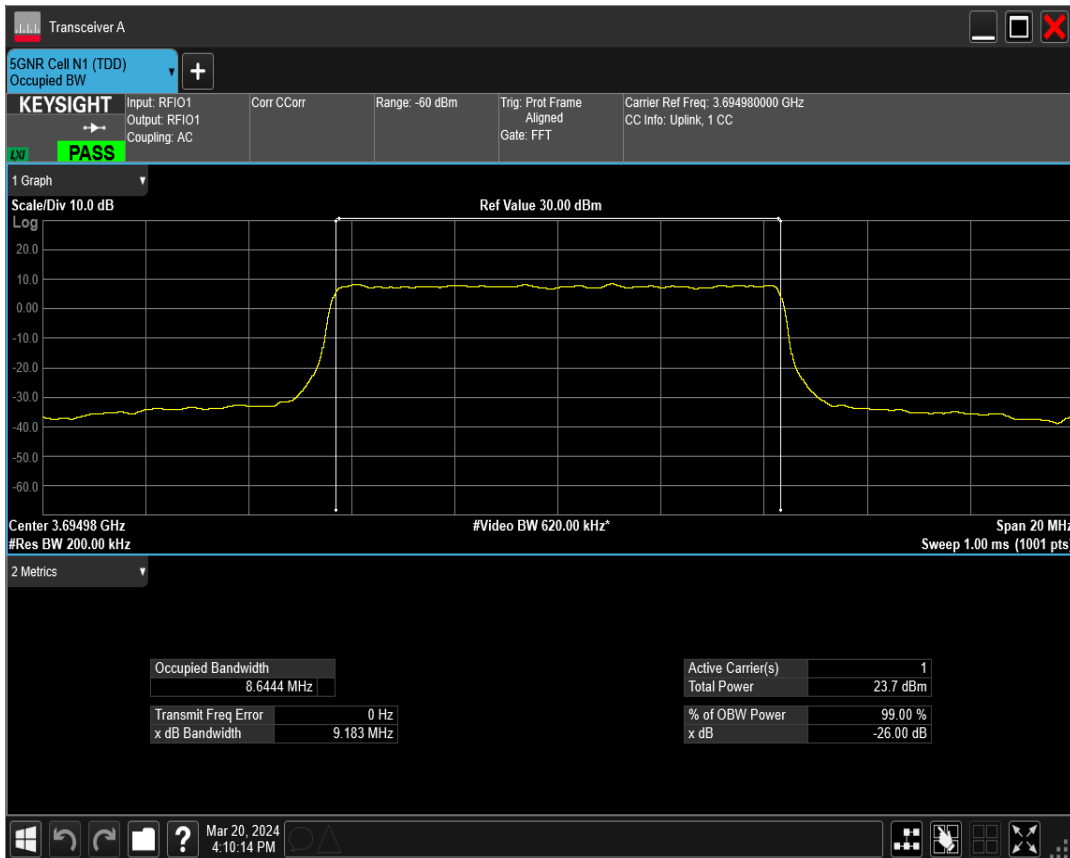 Transceiver A
5GNR Cell N1 (TDD)
Occupied BW
+
KEYSIGHT
LXI
PASS
Input: RFIO1
Output: RFIO1
Coupling: AC
Corr CCorr
Range: -60 dBm
Trig: Prot Frame
Aligned
Gate: FFT
Carrier Ref Freq: 3.694980000 GHz
CC Info: Uplink, 1 CC
1 Graph
Scale/Div 10.0 dB
Ref Value 30.00 dBm
Log
20.0
10.0
0.00
-10.0
-20.0
-30.0
-40.0
-50.0
-60.0
Center 3.69498 GHz
#Video BW 620.00 kHz*
Span 20 MHz
#Res BW 200.00 kHz
Sweep 1.00 ms (1001 pts)
2 Metrics
Occupied Bandwidth
8.6444 MHz
Transmit Freq Error 0 Hz
x dB Bandwidth 9.183 MHz
Active Carrier(s) 1
Total Power 23.7 dBm
% of OBW Power 99.00 %
x dB -26.00 dB
?
Mar 20, 2024
4:10:14 PM